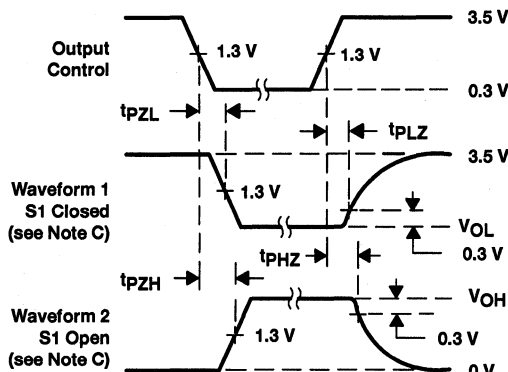 3.5 V
Output
Control
1.3 V
1.3 V
0.3 V
tPZL
tPLZ
3.5 V
Waveform 1
S1 Closed
(see Note C)
1.3 V
VOL
0.3 V
tPHZ
tPZH
VOH
Waveform 2
S1 Open
(see Note C)
1.3 V
0.3 V
0 V